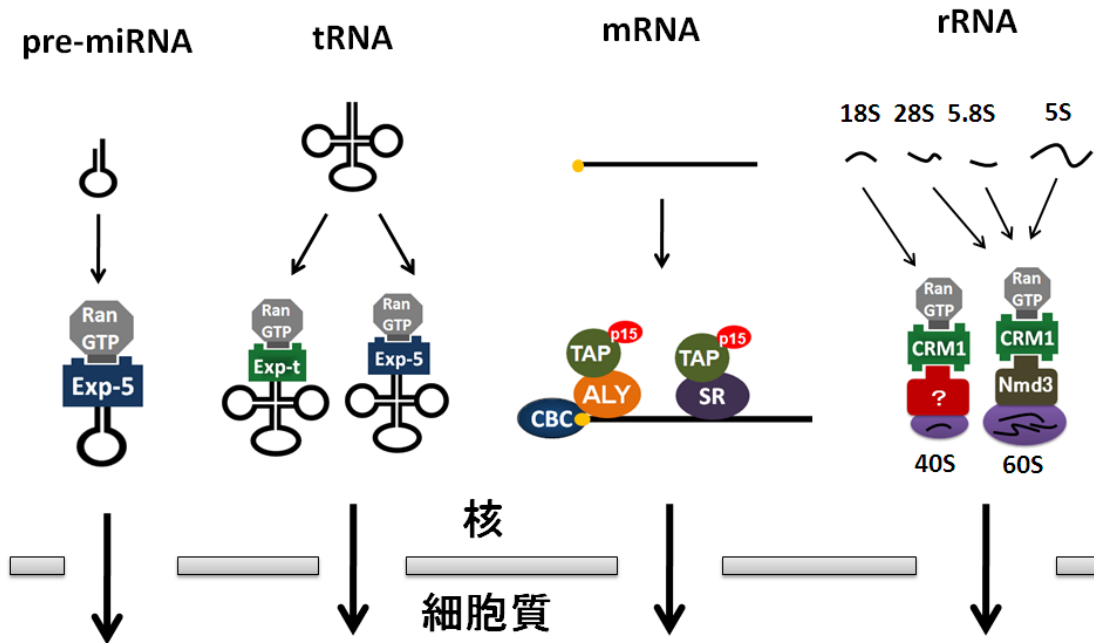 pre-miRNA
tRNA
mRNA
rRNA
18S 28S 5.8S 5S
Ran
GTP
Exp-5
Ran
GTP
Exp-t
Ran
GTP
Exp-5
TAP
p15
ALY
CBC
TAP
p15
SR
Ran
GTP
CRM1
?
40S
Ran
GTP
CRM1
Nmd3
60S
核
細胞質